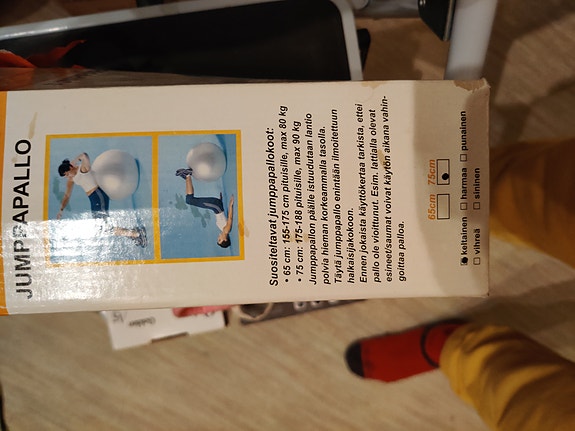 JUMPPAPALLO
Suositeltavat jumppapallokoot:
• 65 cm: 155-175 cm pituisille, max 80 kg
• 75 cm: 175-188 pituisille, max 90 kg
Jumppapallon päälle istuudutaan lantio
polvia hieman korkeammalla tasolla.
Täytä jumppapallo enintään ilmoitettuun
halkaisijakokoon.
Ennen jokaista käyttökertaa tarkista, ettei
pallo ole vioittunut. Esim. lattialla olevat
esineet/saumat voivat käytön aikana vahin-
goittaa palloa.
65cm 75cm
keltainen harmaa punainen
vihreä sininen